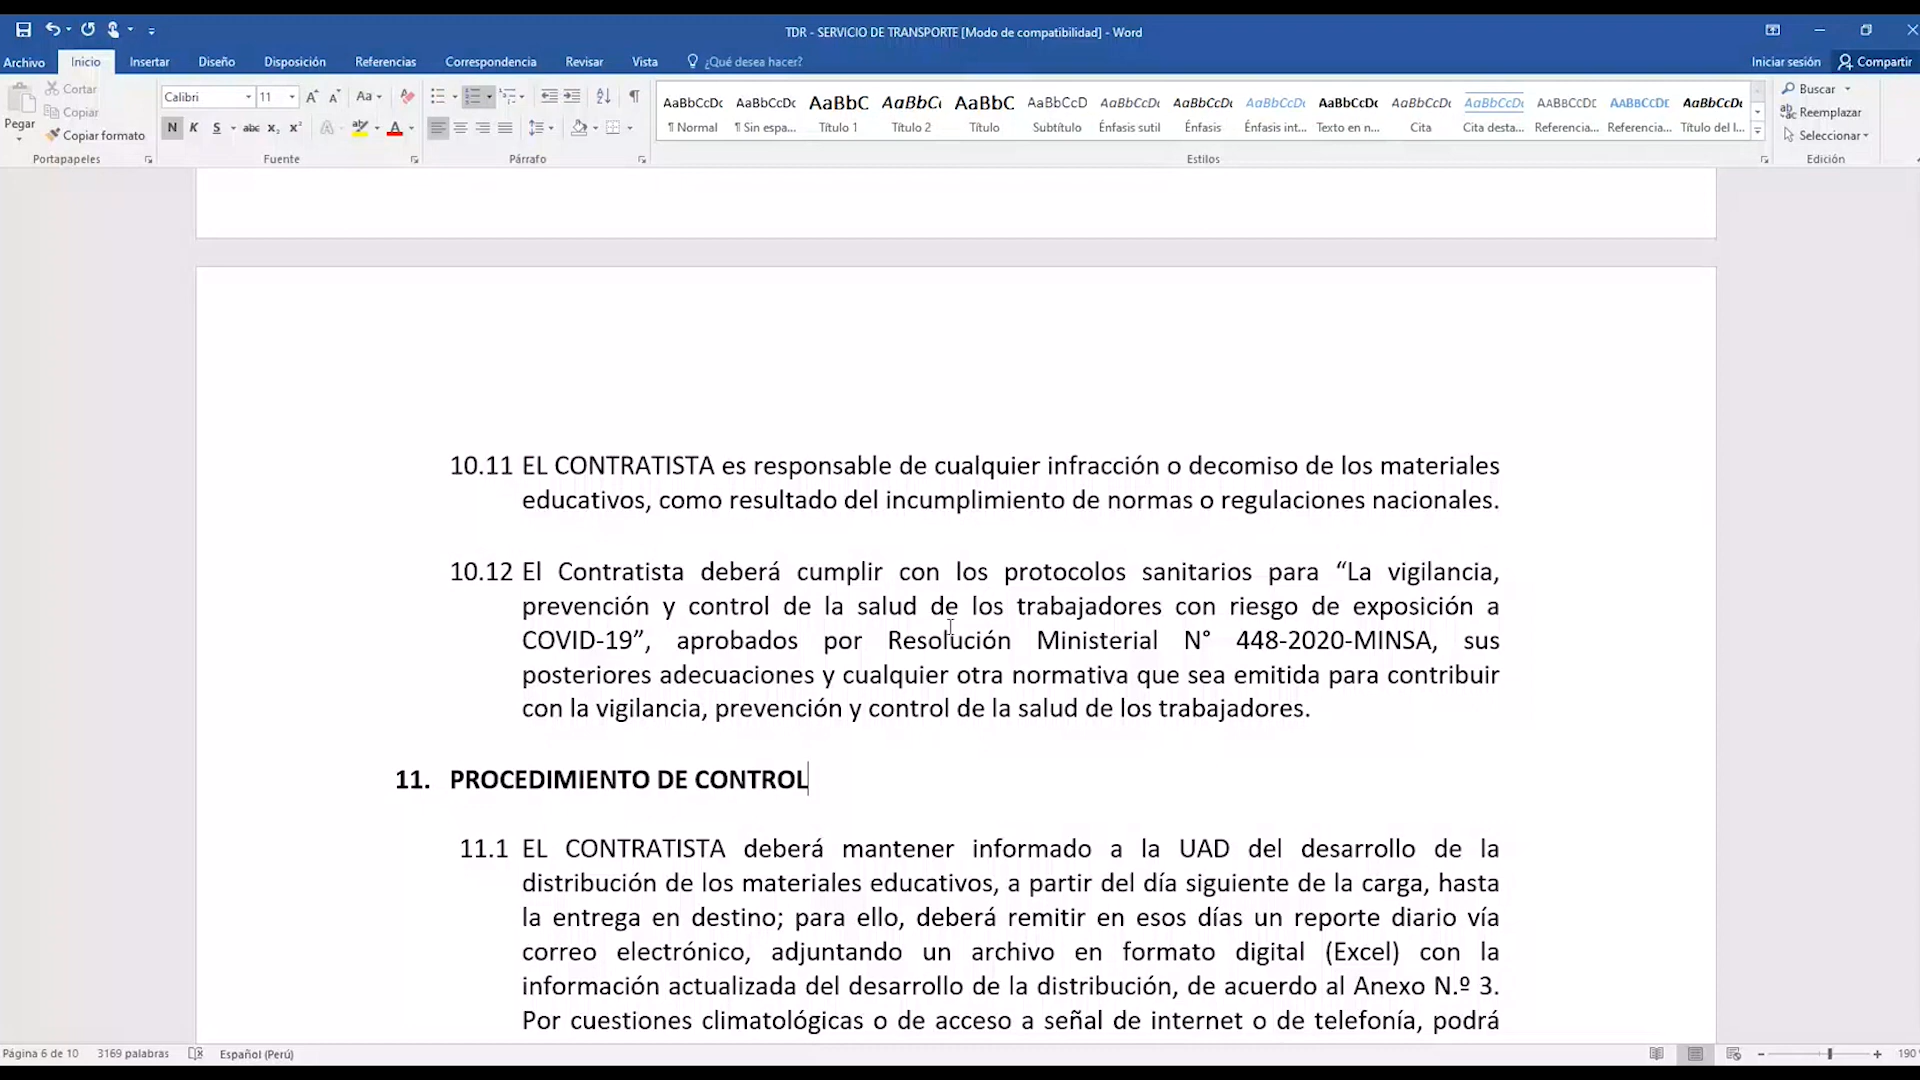 TDR - SERVICIO DE TRANSPORTE [Modo de compatibilidad] - Word
Archivo Inicio Insertar Diseño Disposición Referencias Correspondencia Revisar Vista ¿Qué desea hacer? Iniciar sesión Compartir
Pegar
Cortar
Copiar
Copiar formato
Portapapeles
Calibri 11
Aa
N K S abc x₂ x² A ab A
Fuente
Párrafo
AaBbCcDc AaBbCcDc AaBbC AaBbCc AaBbC AaBbCcD AaBbCcDc AaBbCcDc AaBbCcDc AaBbCcDc AaBbCcDc AaBbCcDc AABBCCDC AABBCCDC AaBbCcDc
¶ Normal ¶ Sin espa... Título 1 Título 2 Título Subtítulo Énfasis sutil Énfasis Énfasis int... Texto en n... Cita Cita desta... Referencia... Referencia... Título del l...
Estilos
Buscar
Reemplazar
Seleccionar
Edición
10.11 EL CONTRATISTA es responsable de cualquier infracción o decomiso de los materiales
educativos, como resultado del incumplimiento de normas o regulaciones nacionales.
10.12 El Contratista deberá cumplir con los protocolos sanitarios para “La vigilancia,
prevención y control de la salud de los trabajadores con riesgo de exposición a
COVID-19”, aprobados por Resolución Ministerial N° 448-2020-MINSA, sus
posteriores adecuaciones y cualquier otra normativa que sea emitida para contribuir
con la vigilancia, prevención y control de la salud de los trabajadores.
11. PROCEDIMIENTO DE CONTROL
11.1 EL CONTRATISTA deberá mantener informado a la UAD del desarrollo de la
distribución de los materiales educativos, a partir del día siguiente de la carga, hasta
la entrega en destino; para ello, deberá remitir en esos días un reporte diario vía
correo electrónico, adjuntando un archivo en formato digital (Excel) con la
información actualizada del desarrollo de la distribución, de acuerdo al Anexo N.º 3.
Por cuestiones climatológicas o de acceso a señal de internet o de telefonía, podrá
Página 6 de 10 3169 palabras Español (Perú) 190